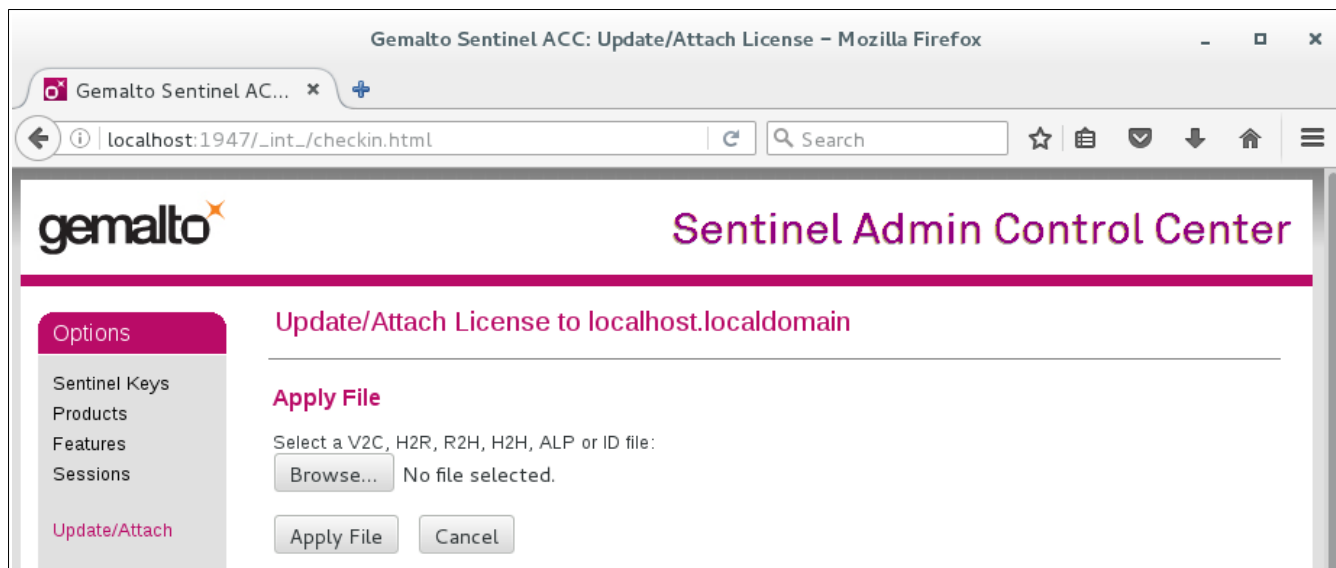 Gemalto Sentinel ACC: Update/Attach License – Mozilla Firefox
Gemalto Sentinel AC...
localhost:1947/_int_/checkin.html
Search
gemalto
Sentinel Admin Control Center
Options
Update/Attach License to localhost.localdomain
Sentinel Keys
Products
Features
Sessions
Update/Attach
Apply File
Select a V2C, H2R, R2H, H2H, ALP or ID file:
Browse... No file selected.
Apply File Cancel